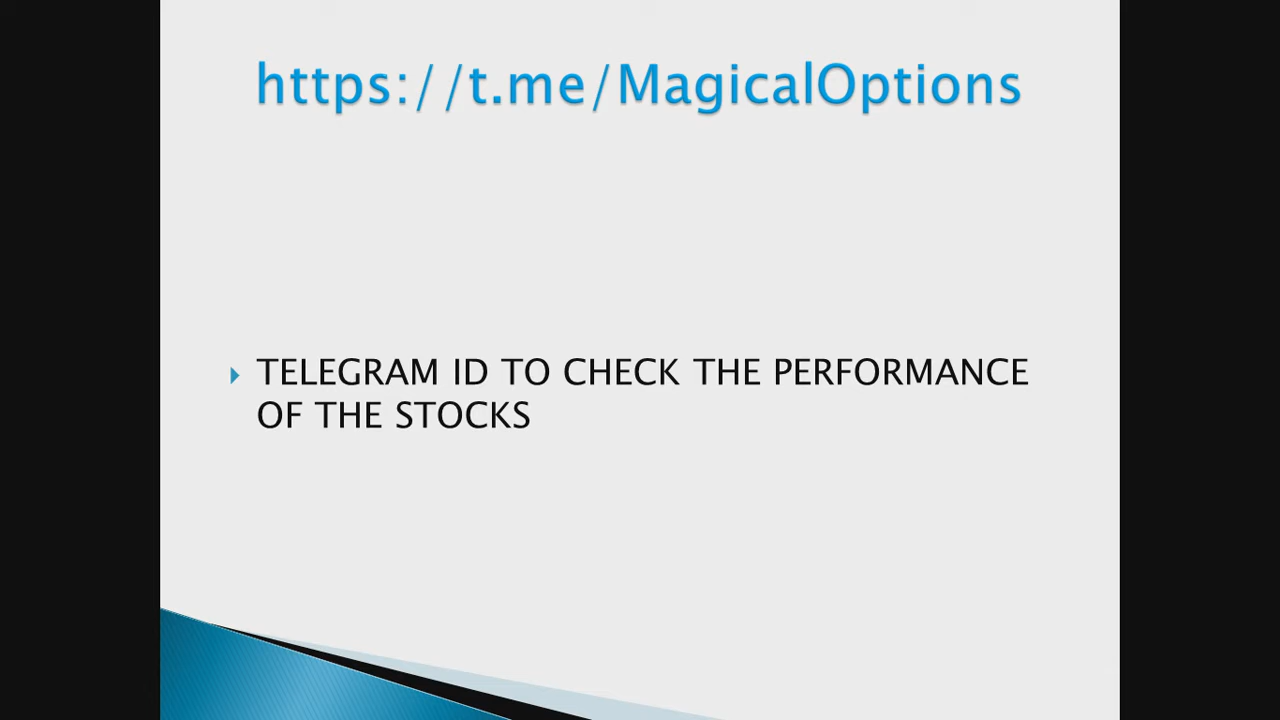 https://t.me/MagicalOptions
TELEGRAM ID TO CHECK THE PERFORMANCE
OF THE STOCKS